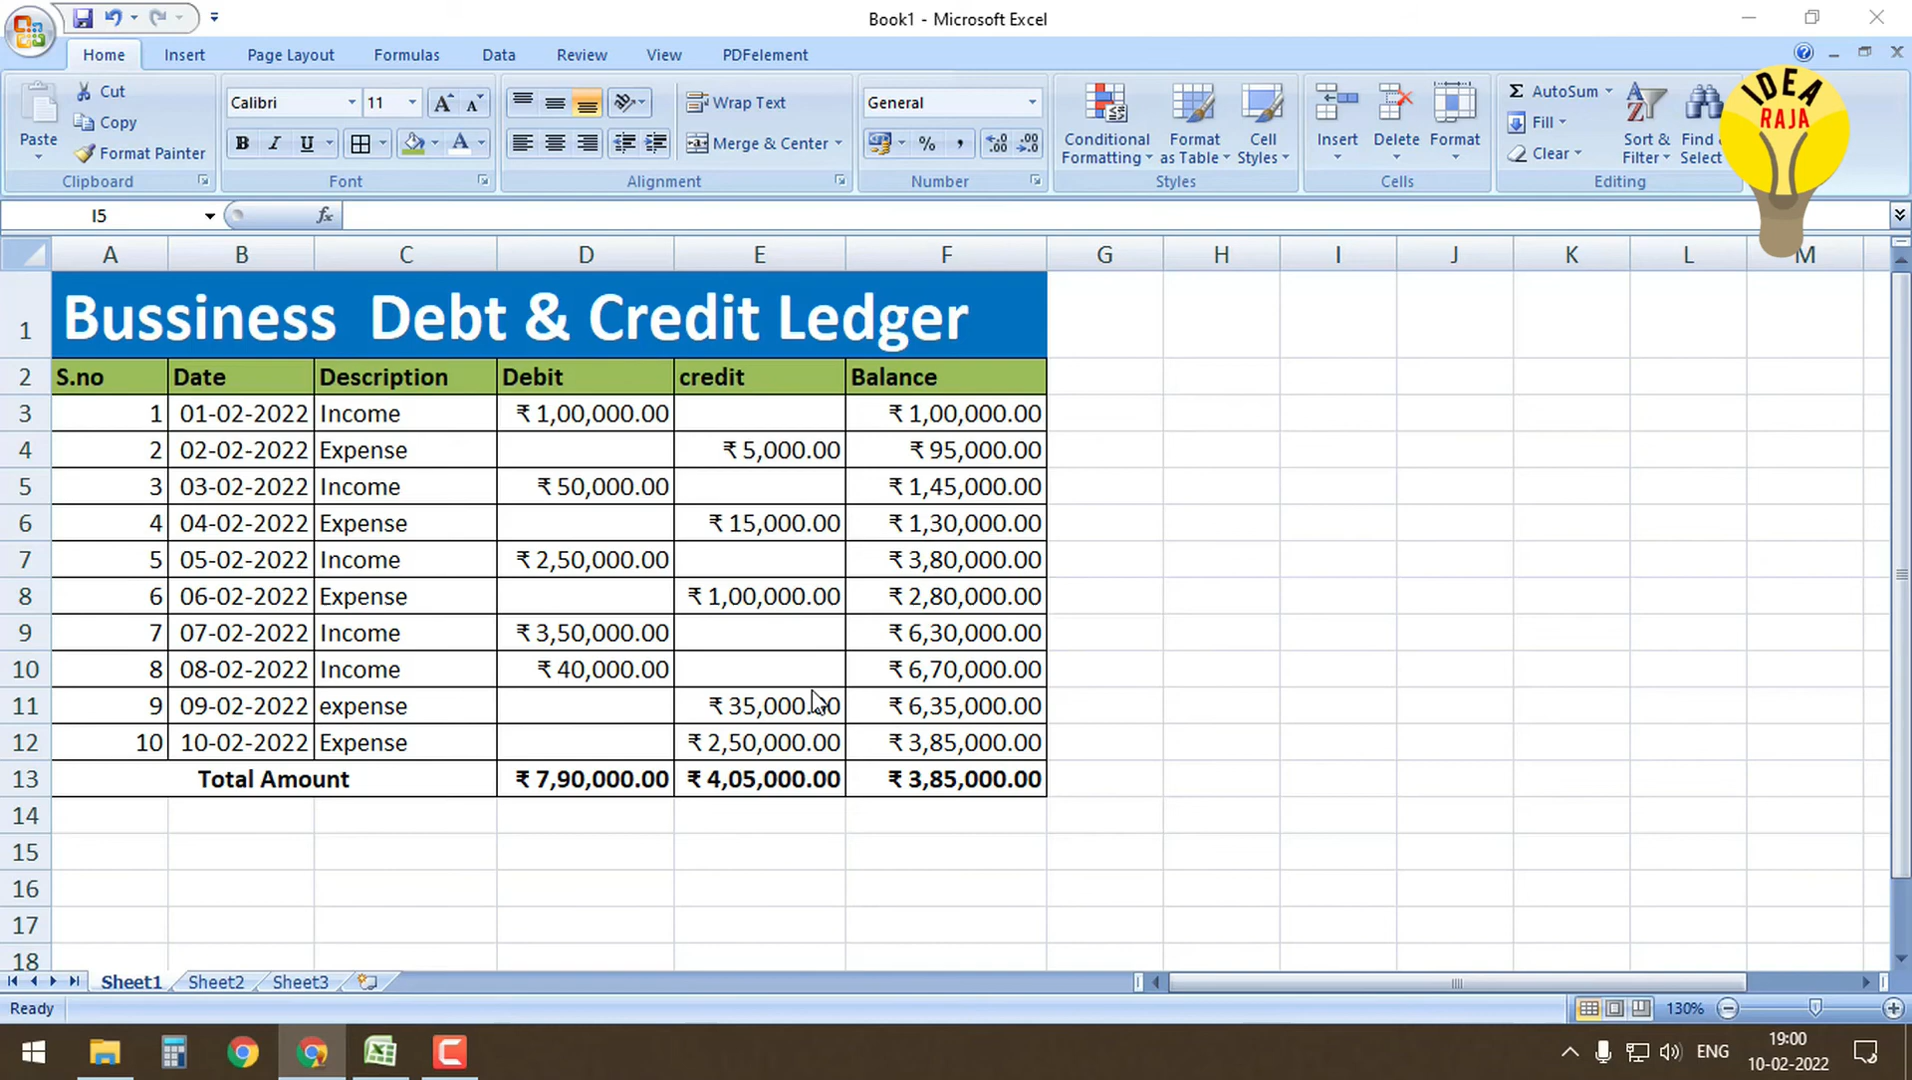 Book1 - Microsoft Excel
Home Insert Page Layout Formulas Data Review View PDFelement
Paste
Cut
Copy
Format Painter
Clipboard
Calibri 11
B I U
Font
Wrap Text
Merge & Center
Alignment
General
%
Number
Conditional Formatting
Format as Table
Cell Styles
Styles
Insert
Delete
Format
Cells
AutoSum
Fill
Clear
Sort & Filter
Find & Select
Editing
IDEA
RAJA
I5
fx
A B C D E F G H I J K L M
1 Bussiness Debt & Credit Ledger
2 S.no Date Description Debit credit Balance
3 1 01-02-2022 Income ₹ 1,00,000.00 ₹ 1,00,000.00
4 2 02-02-2022 Expense ₹ 5,000.00 ₹ 95,000.00
5 3 03-02-2022 Income ₹ 50,000.00 ₹ 1,45,000.00
6 4 04-02-2022 Expense ₹ 15,000.00 ₹ 1,30,000.00
7 5 05-02-2022 Income ₹ 2,50,000.00 ₹ 3,80,000.00
8 6 06-02-2022 Expense ₹ 1,00,000.00 ₹ 2,80,000.00
9 7 07-02-2022 Income ₹ 3,50,000.00 ₹ 6,30,000.00
10 8 08-02-2022 Income ₹ 40,000.00 ₹ 6,70,000.00
11 9 09-02-2022 expense ₹ 35,000.00 ₹ 6,35,000.00
12 10 10-02-2022 Expense ₹ 2,50,000.00 ₹ 3,85,000.00
13 Total Amount ₹ 7,90,000.00 ₹ 4,05,000.00 ₹ 3,85,000.00
14
15
16
17
18
Sheet1 Sheet2 Sheet3
Ready 130%
ENG
19:00
10-02-2022